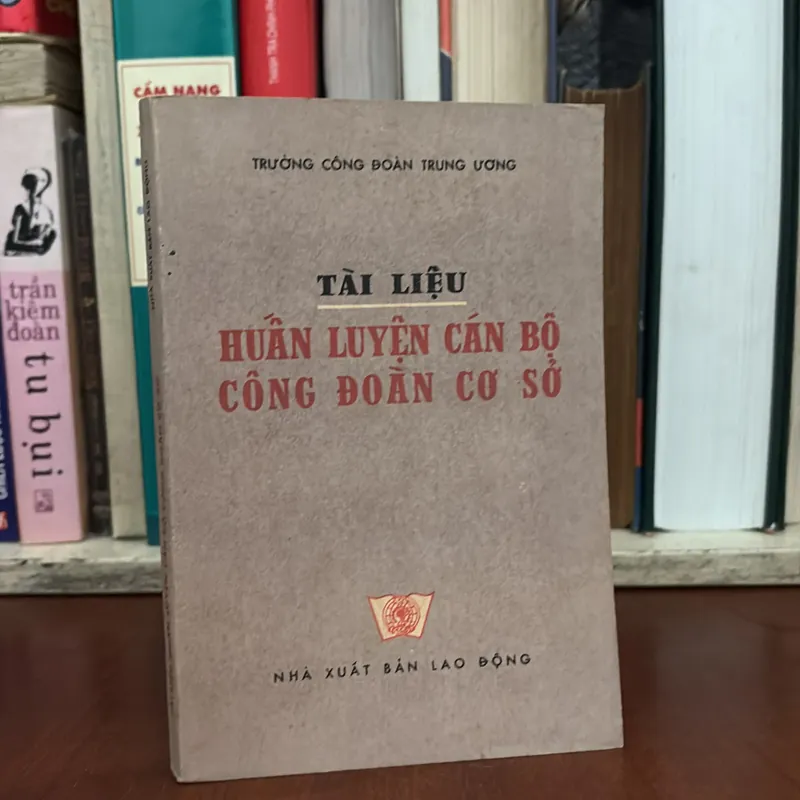 TRƯỜNG CÔNG ĐOÀN TRUNG ƯƠNG
TÀI LIỆU
HUẤN LUYỆN CÁN BỘ
CÔNG ĐOÀN CƠ SỞ
NHÀ XUẤT BẢN LAO ĐỘNG
CẨM NANG
trần
kiêm
đoàn
tu bụi